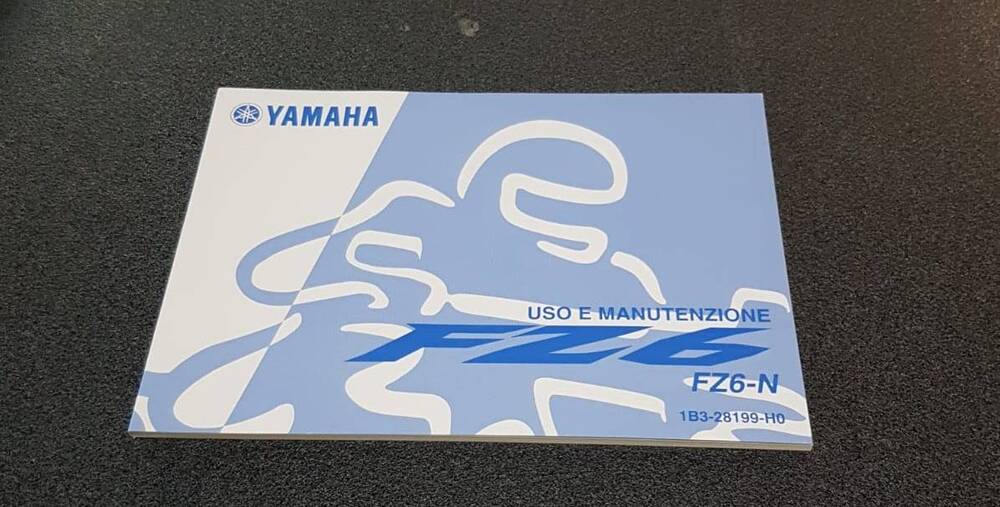 YAMAHA
USO E MANUTENZIONE
FZ6
FZ6-N
1B3-28199-H0